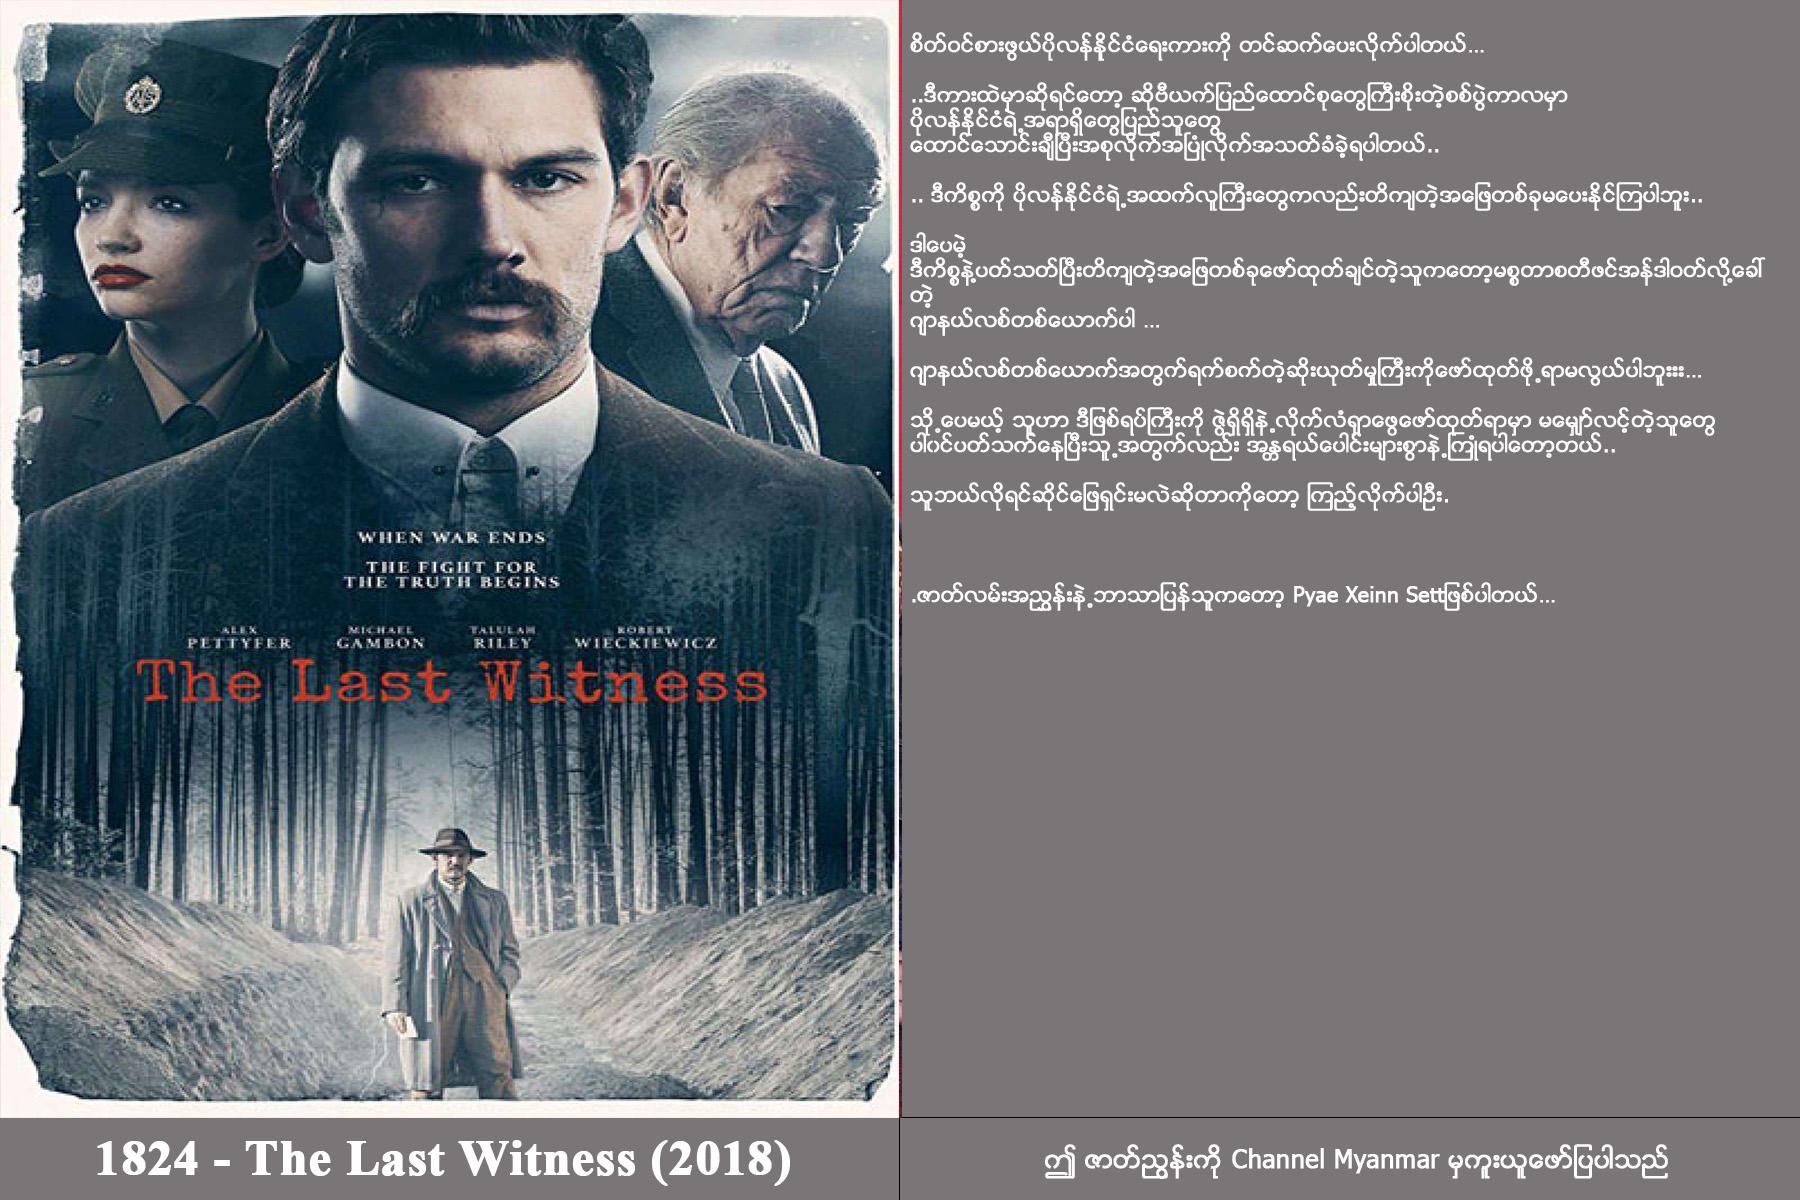 WHEN WAR ENDS
THE FIGHT FOR
THE TRUTH BEGINS
ALEX PETTYFER
MICHAEL GAMBON
TALULAH RILEY
ROBERT WIECKIEWICZ
The Last Witness
1824 - The Last Witness (2018)
စိတ်ဝင်စားဖွယ်ပိုလန်နိုင်ငံရေးကားကို တင်ဆက်ပေးလိုက်ပါတယ်...
..ဒီကားထဲမှာဆိုရင်တော့ ဆိုဗီယက်ပြည်ထောင်စုတွေကြီးစိုးတဲ့စစ်ပွဲကာလမှာ
ပိုလန်နိုင်ငံရဲ့အရာရှိတွေပြည်သူတွေ
ထောင်သောင်းချီပြီးအစုလိုက်အပြုံလိုက်အသတ်ခံခဲ့ရပါတယ်..
.. ဒီကိစ္စကို ပိုလန်နိုင်ငံရဲ့အထက်လူကြီးတွေကလည်းတိကျတဲ့အဖြေတစ်ခုမပေးနိုင်ကြပါဘူး..
ဒါပေမဲ့
ဒီကိစ္စနဲ့ပတ်သတ်ပြီးတိကျတဲ့အဖြေတစ်ခုဖော်ထုတ်ချင်တဲ့သူကတော့မစ္စတာစတီဖင်အန်ဒါဝတ်လို့ခေါ်
တဲ့
ဂျာနယ်လစ်တစ်ယောက်ပါ ...
ဂျာနယ်လစ်တစ်ယောက်အတွက်ရက်စက်တဲ့ဆိုးယုတ်မှုကြီးကိုဖော်ထုတ်ဖို့ရာမလွယ်ပါဘူးးး...
သို့ပေမယ့် သူဟာ ဒီဖြစ်ရပ်ကြီးကို ဇွဲရှိရှိနဲ့လိုက်လံရှာဖွေဖော်ထုတ်ရာမှာ မမျှော်လင့်တဲ့သူတွေ
ပါ၀င်ပတ်သက်နေပြီးသူ့အတွက်လည်း အန္တရယ်ပေါင်းများစွာနဲ့ကြုံရပါတော့တယ်..
သူဘယ်လိုရင်ဆိုင်ဖြေရှင်းမလဲဆိုတာကိုတော့ ကြည့်လိုက်ပါဦး.
.ဇာတ်လမ်းအညွှန်းနဲ့ဘာသာပြန်သူကတော့ Pyae Xeinn Settဖြစ်ပါတယ်...
ဤ ဇာတ်ညွှန်းကို Channel Myanmar မှကူးယူဖော်ပြပါသည်